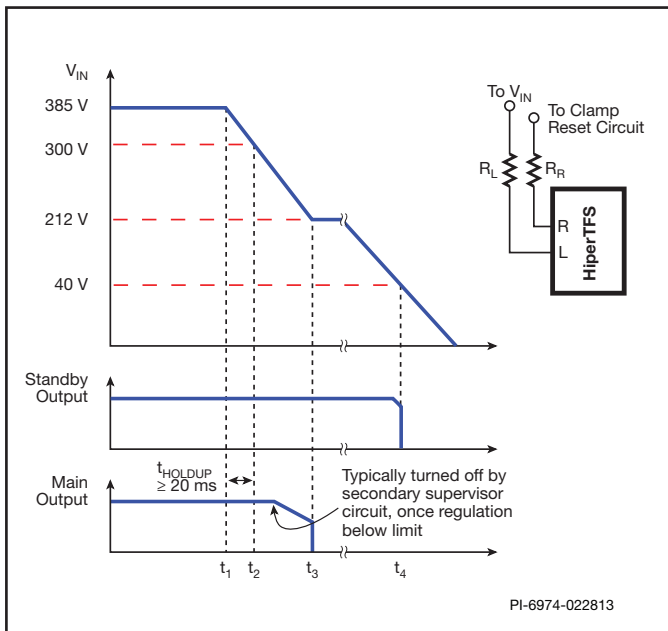 V_IN
385 V
300 V
212 V
40 V
To V_IN
To Clamp
Reset Circuit
R_L
R_R
R
L
HiperTFS
Standby
Output
Main
Output
t_HOLDUP
≥ 20 ms
Typically turned off by
secondary supervisor
circuit, once regulation
below limit
t_1
t_2
t_3
t_4
PI-6974-022813